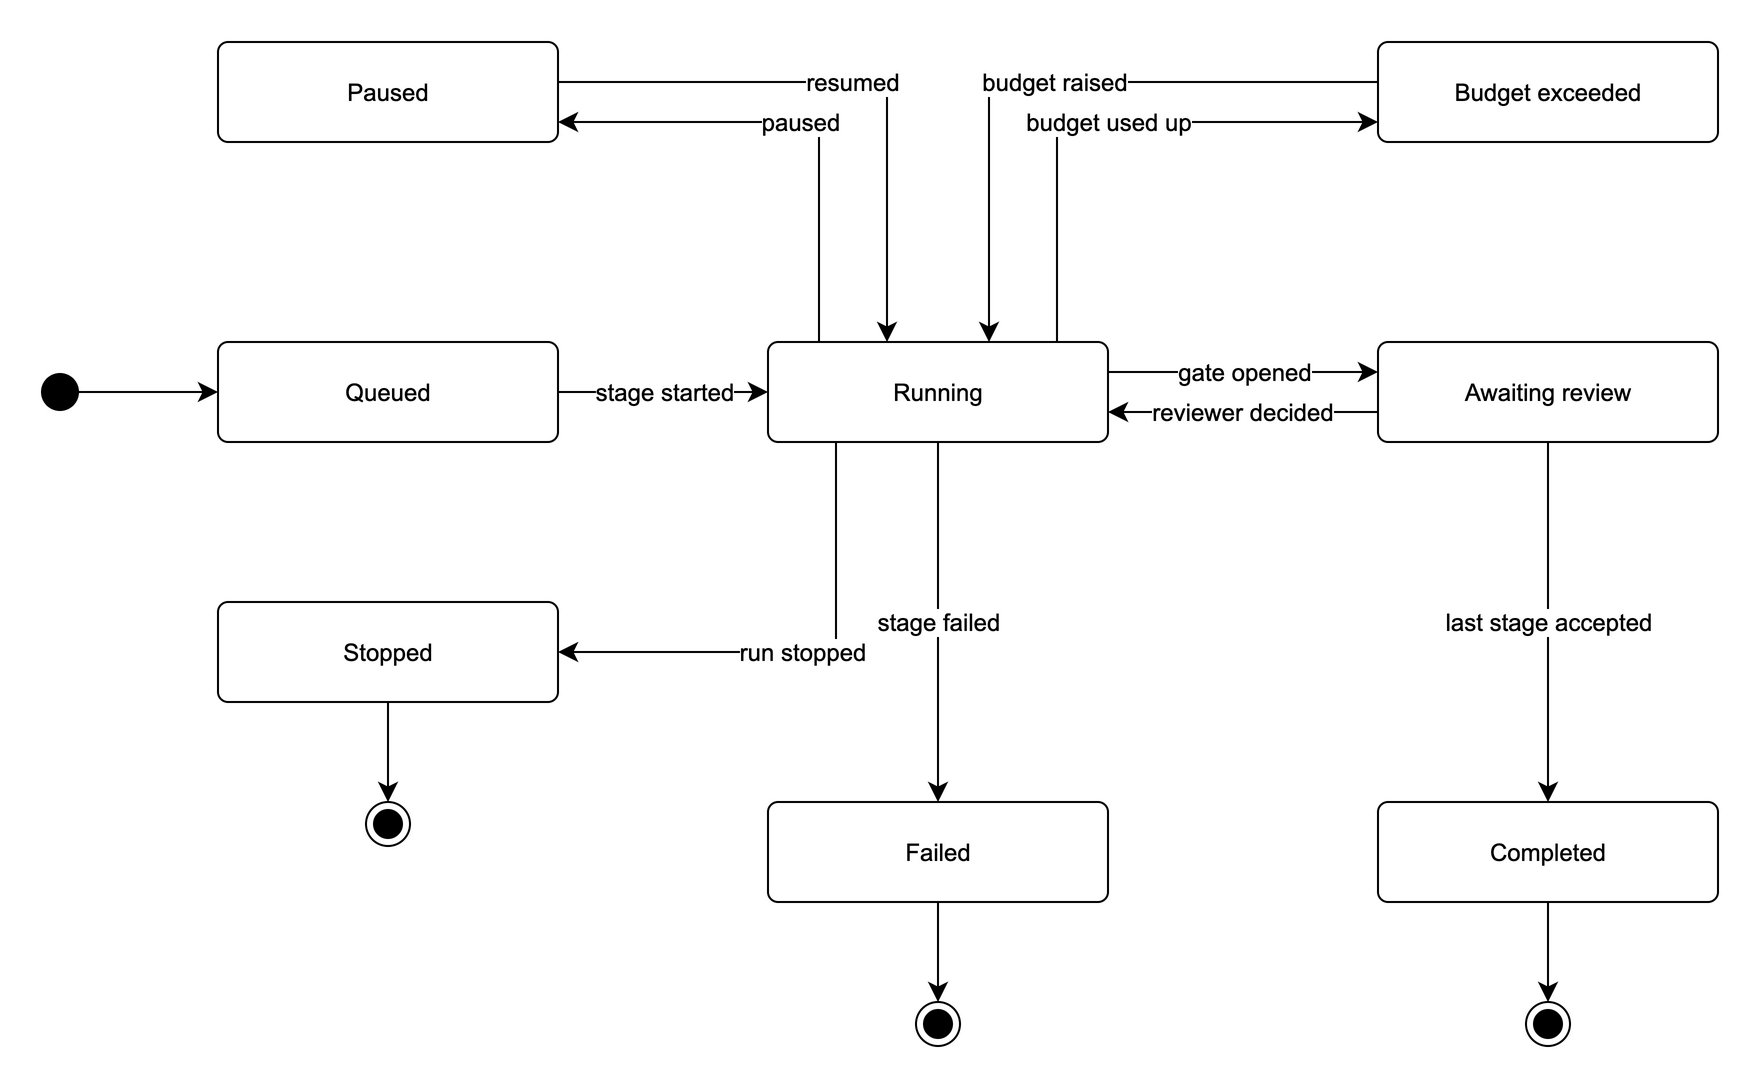 Paused
resumed
budget raised
Budget exceeded
paused
budget used up
Queued
stage started
Running
gate opened
reviewer decided
Awaiting review
Stopped
run stopped
stage failed
last stage accepted
Failed
Completed